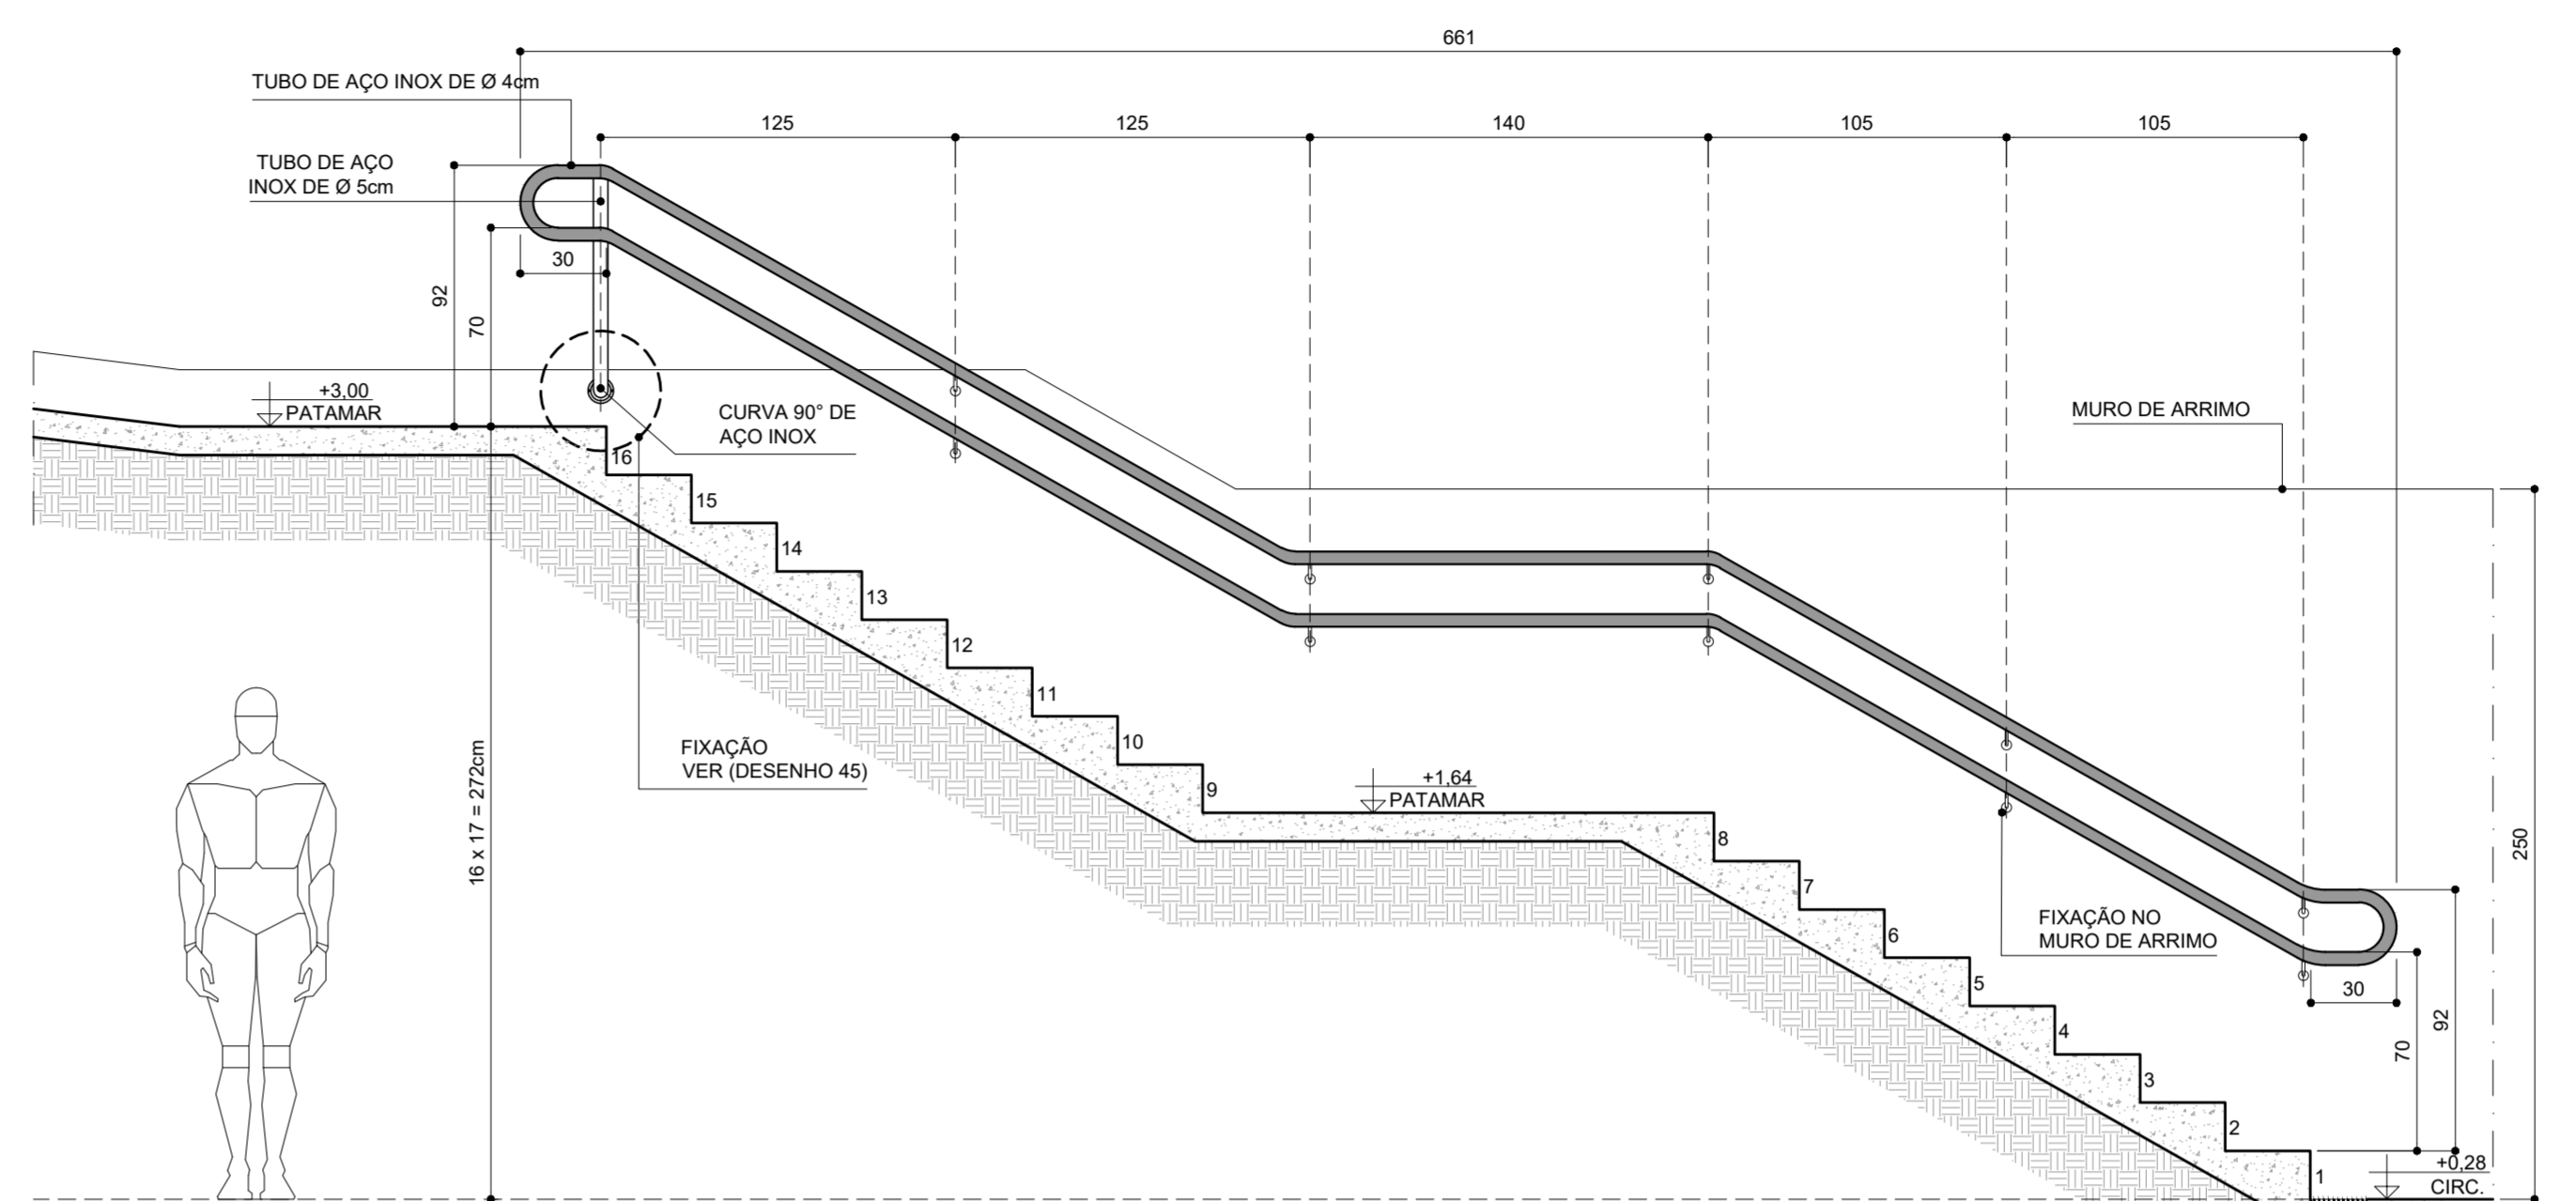 661
TUBO DE AÇO INOX DE Ø 4cm
125
125
140
105
105
TUBO DE AÇO
INOX DE Ø 5cm
30
92
70
+3,00
PATAMAR
CURVA 90° DE
AÇO INOX
MURO DE ARRIMO
16
15
14
13
12
11
10
9
FIXAÇÃO
VER (DESENHO 45)
16 x 17 = 272cm
+1,64
PATAMAR
8
7
6
5
4
3
2
1
250
FIXAÇÃO NO
MURO DE ARRIMO
30
92
70
+0,28
CIRC.